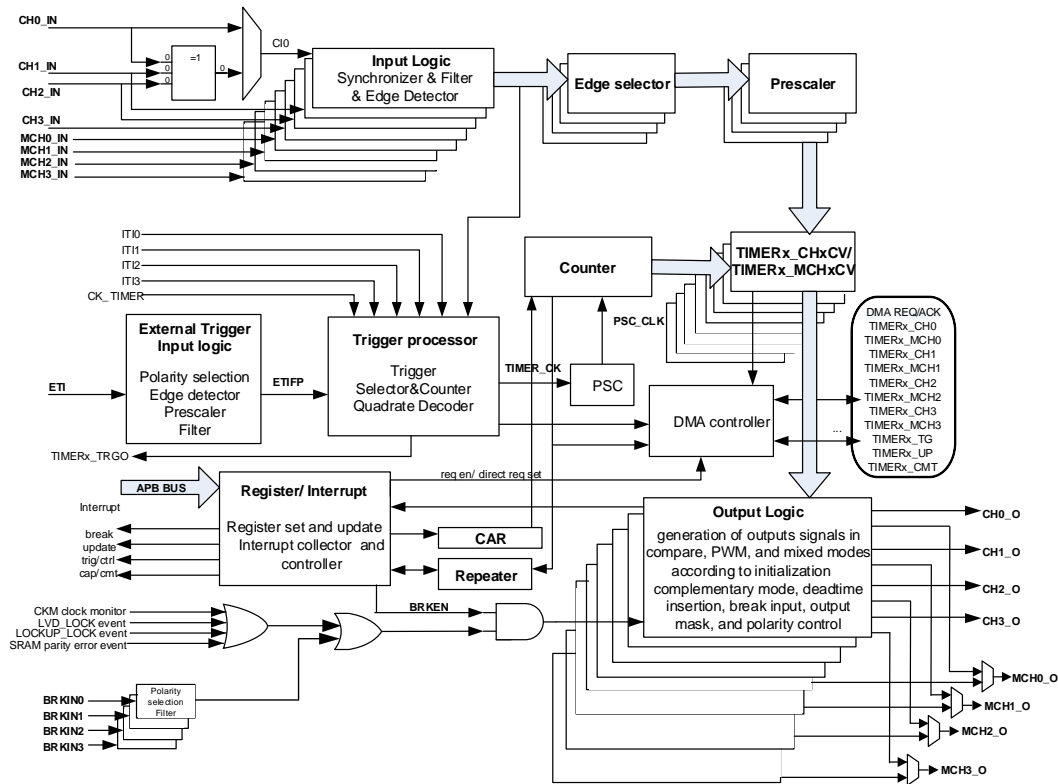 CH0_IN
CH1_IN
CH2_IN
CH3_IN
MCH0_IN
MCH1_IN
MCH2_IN
MCH3_IN
0
0
0
=1
0
CI0
Input Logic
Synchronizer & Filter
& Edge Detector
Edge selector
Prescaler
ITI0
ITI1
ITI2
ITI3
CK_TIMER
External Trigger
Input logic
Polarity selection
Edge detector
Prescaler
Filter
ETI
ETIFP
Trigger processor
Trigger
Selector&Counter
Quadrate Decoder
TIMERx_TRGO
TIMER_CK
PSC
PSC_CLK
Counter
TIMERx_CHxCV/
TIMERx_MCHxCV
DMA controller
DMA REQ/ACK
TIMERx_CH0
TIMERx_MCH0
TIMERx_CH1
TIMERx_MCH1
TIMERx_CH2
TIMERx_MCH2
TIMERx_CH3
TIMERx_MCH3
TIMERx_TG
TIMERx_UP
TIMERx_CMT
...
req en/ direct req set
APB BUS
Interrupt
break
update
trig/ctrl
cap/cmt
Register/ Interrupt
Register set and update
Interrupt collector and
controller
CAR
Repeater
BRKEN
CKM clock monitor
LVD_LOCK event
LOCKUP_LOCK event
SRAM parity error event
BRKIN0
BRKIN1
BRKIN2
BRKIN3
Polarity
selection
Filter
Output Logic
generation of outputs signals in
compare, PWM, and mixed modes
according to initialization
complementary mode, deadtime
insertion, break input, output
mask, and polarity control
CH0_O
CH1_O
CH2_O
CH3_O
MCH0_O
MCH1_O
MCH2_O
MCH3_O